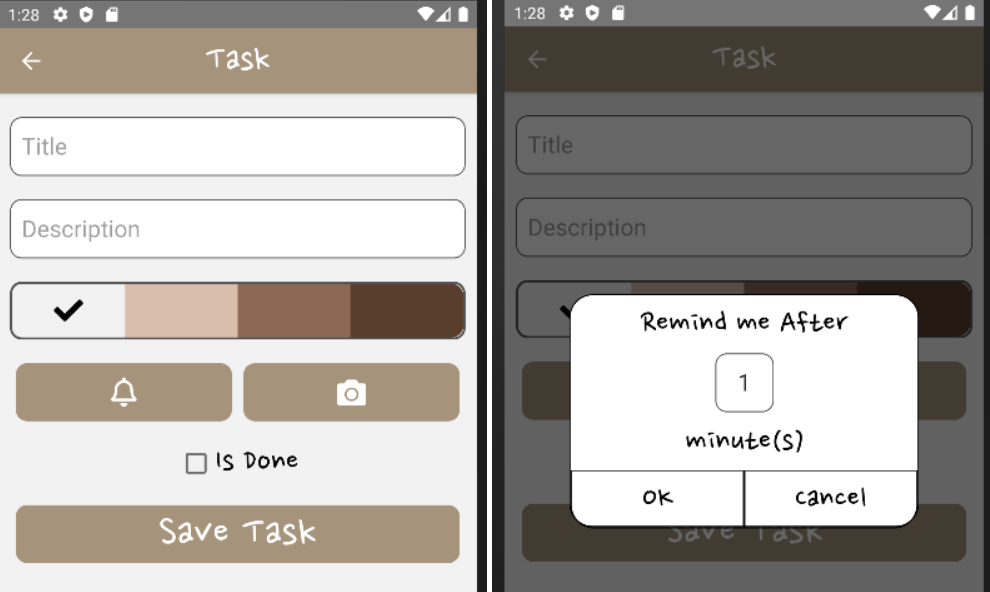 1:28
Task
Title
Description
Is Done
Save Task
1:28
Task
Title
Description
Remind me After
1
minute(s)
OK
cancel
Save Task